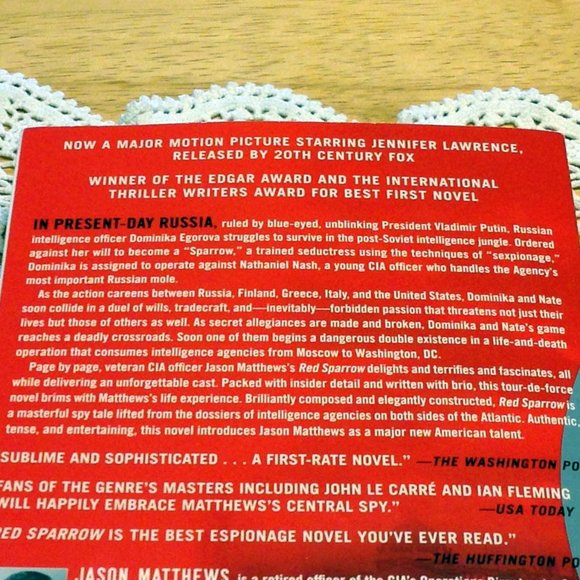 NOW A MAJOR MOTION PICTURE STARRING JENNIFER LAWRENCE,
RELEASED BY 20TH CENTURY FOX
WINNER OF THE EDGAR AWARD AND THE INTERNATIONAL
THRILLER WRITERS AWARD FOR BEST FIRST NOVEL
IN PRESENT-DAY RUSSIA, ruled by blue-eyed, unblinking President Vladimir Putin, Russian
intelligence officer Dominika Egorova struggles to survive in the post-Soviet intelligence jungle. Ordered
against her will to become a “Sparrow,” a trained seductress using the techniques of “sexpionage,”
Dominika is assigned to operate against Nathaniel Nash, a young CIA officer who handles the Agency’s
most important Russian mole.
As the action careens between Russia, Finland, Greece, Italy, and the United States, Dominika and Nate
soon collide in a duel of wills, tradecraft, and—inevitably—forbidden passion that threatens not just their
lives but those of others as well. As secret allegiances are made and broken, Dominika and Nate’s game
reaches a deadly crossroads. Soon one of them begins a dangerous double existence in a life-and-death
operation that consumes intelligence agencies from Moscow to Washington, DC.
Page by page, veteran CIA officer Jason Matthews’s Red Sparrow delights and terrifies and fascinates, all
while delivering an unforgettable cast. Packed with insider detail and written with brio, this tour-de-force
novel brims with Matthews’s life experience. Brilliantly composed and elegantly constructed, Red Sparrow is
a masterful spy tale lifted from the dossiers of intelligence agencies on both sides of the Atlantic. Authentic,
tense, and entertaining, this novel introduces Jason Matthews as a major new American talent.
SUBLIME AND SOPHISTICATED . . . A FIRST-RATE NOVEL.” —THE WASHINGTON PO
FANS OF THE GENRE’S MASTERS INCLUDING JOHN LE CARRÉ AND IAN FLEMING
WILL HAPPILY EMBRACE MATTHEWS’S CENTRAL SPY.” —USA TODAY
RED SPARROW IS THE BEST ESPIONAGE NOVEL YOU’VE EVER READ.”
—THE HUFFINGTON PO
JASON MATTHEWS is a retired officer of the CIA’s